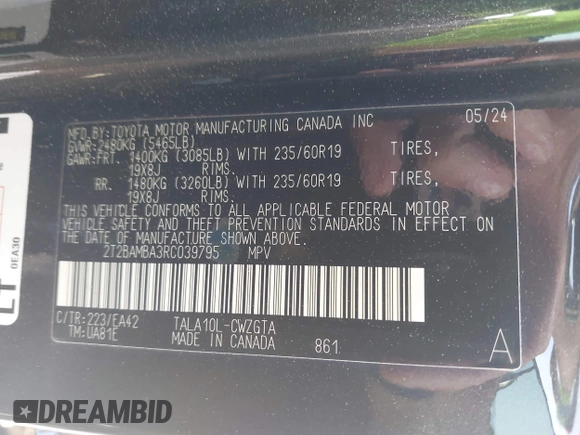 MFD.BY:TOYOTA MOTOR MANUFACTURING CANADA INC 05/24
GVWR:2480KG (5465LB)
GAWR:FRT. 1400KG (3085LB) WITH 235/60R19 TIRES,
19X8J RIMS.
RR. 1480KG (3260LB) WITH 235/60R19 TIRES,
19X8J RIMS.
THIS VEHICLE CONFORMS TO ALL APPLICABLE FEDERAL MOTOR
VEHICLE SAFETY AND THEFT PREVENTION STANDARDS IN EFFECT ON
THE DATE OF MANUFACTURE SHOWN ABOVE.
2T2BAMBA3RC039795 MPV
C/TR:223/EA42 TALA10L-CWZGTA
TM:UA81E MADE IN CANADA 861 A
0EA30
DREAMBID